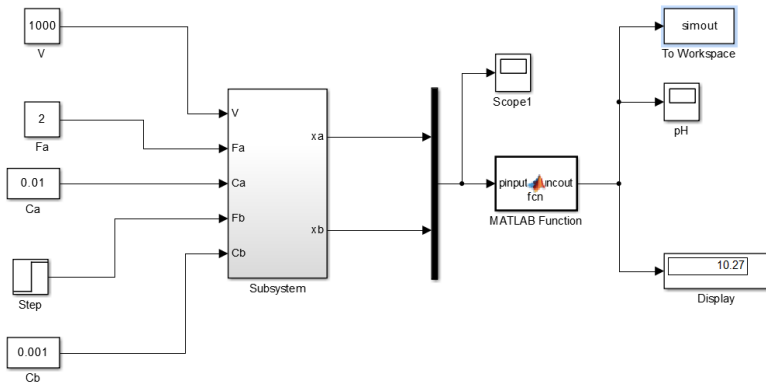 1000
V
2
Fa
0.01
Ca
Step
0.001
Cb
V
Fa
Ca
Fb
Cb
xa
xb
Subsystem
Scope1
pinput
uncout
fcn
MATLAB Function
simout
To Workspace
pH
10.27
Display